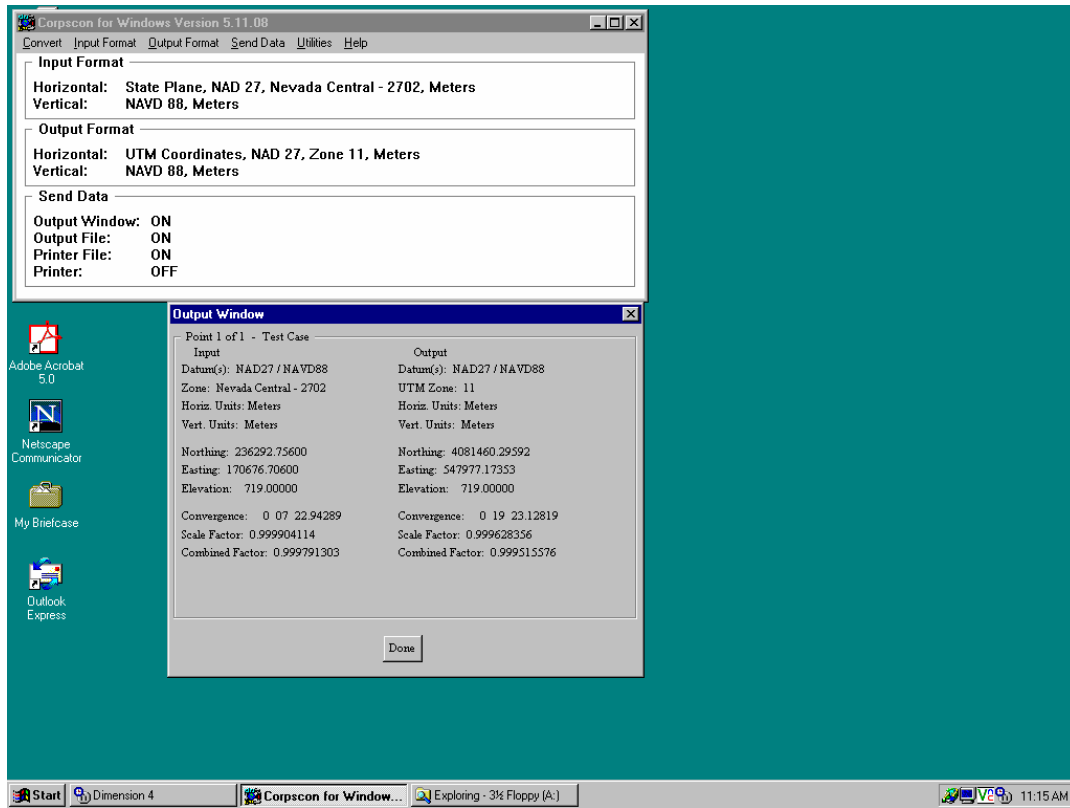 Corpscon for Windows Version 5.11.08
Convert Input Format Output Format Send Data Utilities Help
Input Format
Horizontal: State Plane, NAD 27, Nevada Central - 2702, Meters
Vertical: NAVD 88, Meters
Output Format
Horizontal: UTM Coordinates, NAD 27, Zone 11, Meters
Vertical: NAVD 88, Meters
Send Data
Output Window: ON
Output File: ON
Printer File: ON
Printer: OFF
Output Window
Point 1 of 1 - Test Case
Input Output
Datum(s): NAD27 / NAVD88 Datum(s): NAD27 / NAVD88
Zone: Nevada Central - 2702 UTM Zone: 11
Horiz. Units: Meters Horiz. Units: Meters
Vert. Units: Meters Vert. Units: Meters
Northing: 236292.75600 Northing: 4081460.29592
Easting: 170676.70600 Easting: 547977.17353
Elevation: 719.00000 Elevation: 719.00000
Convergence: 0 07 22.94289 Convergence: 0 19 23.12819
Scale Factor: 0.999904114 Scale Factor: 0.999628356
Combined Factor: 0.999791303 Combined Factor: 0.999515576
Done
Adobe Acrobat
5.0
Netscape
Communicator
My Briefcase
Outlook
Express
Start Dimension 4 Corpscon for Window... Exploring - 3½ Floppy (A:) 11:15 AM